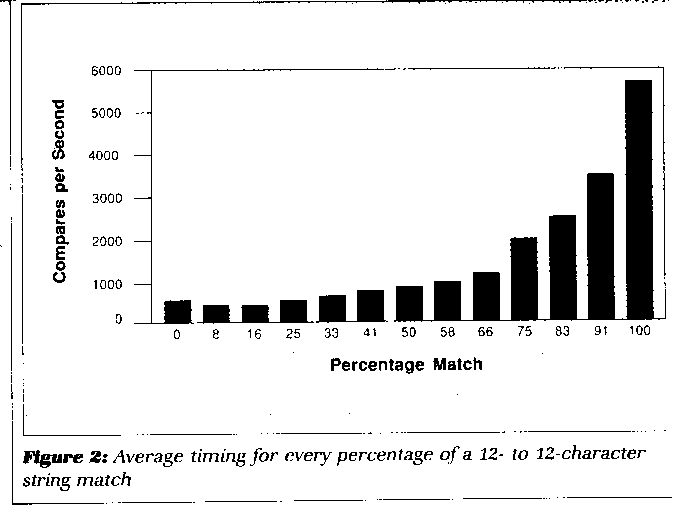 6000
5000
4000
3000
2000
1000
0
Compares per Second
0 8 16 25 33 41 50 58 66 75 83 91 100
Percentage Match
Figure 2: Average timing for every percentage of a 12- to 12-character
string match